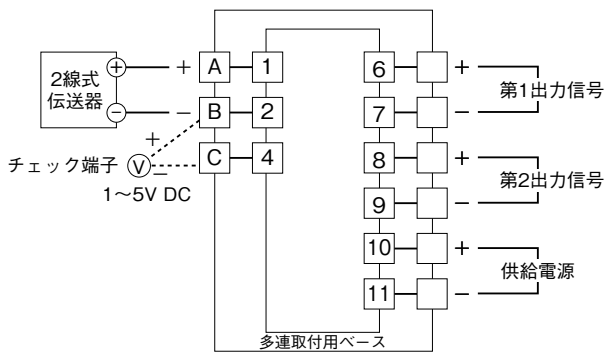 2線式
伝送器
+
−
+
−
A
B
C
1
2
4
+
−
V
チェック端子
1～5V DC
6
7
8
9
10
11
+
−
第1出力信号
+
−
第2出力信号
+
−
供給電源
多連取付用ベース